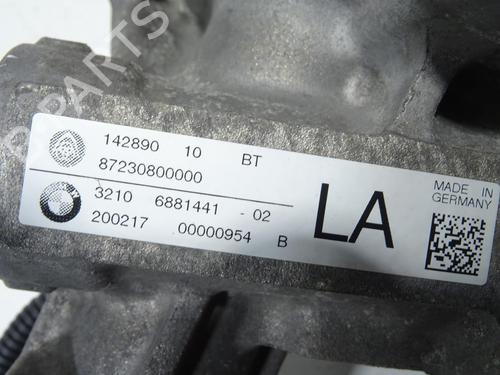 142890 10 BT
87230800000
3210 6881441 - 02
200217 00000954 B
LA
MADE IN
GERMANY